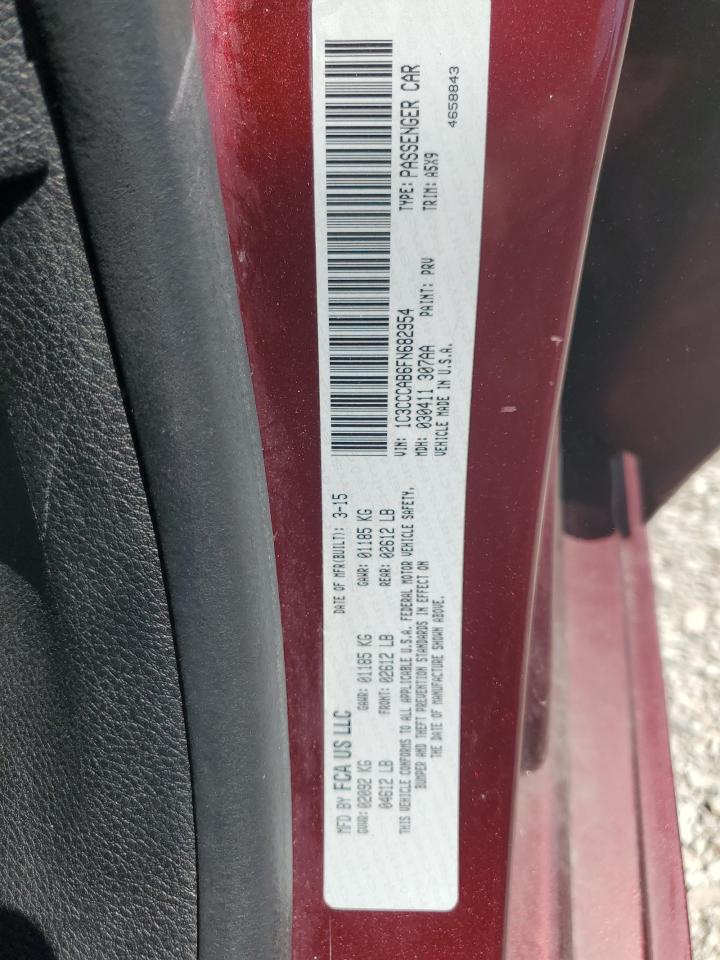 MFD BY FCA US LLC
DATE OF MFR(BUILT): 3-15
GVWR: 02092 KG
GAWR: 01185 KG
GAWR: 01185 KG
04612 LB
FRONT: 02612 LB
REAR: 02612 LB
THIS VEHICLE CONFORMS TO ALL APPLICABLE U.S.A. FEDERAL MOTOR VEHICLE SAFETY,
BUMPER AND THEFT PREVENTION STANDARDS IN EFFECT ON
THE DATE OF MANUFACTURE SHOWN ABOVE.
VIN: 1C3CCCAB6FN682954
TYPE: PASSENGER CAR
MDH: 030411 307AA
PAINT: PRV
TRIM: A5X9
VEHICLE MADE IN U.S.A.
4658843